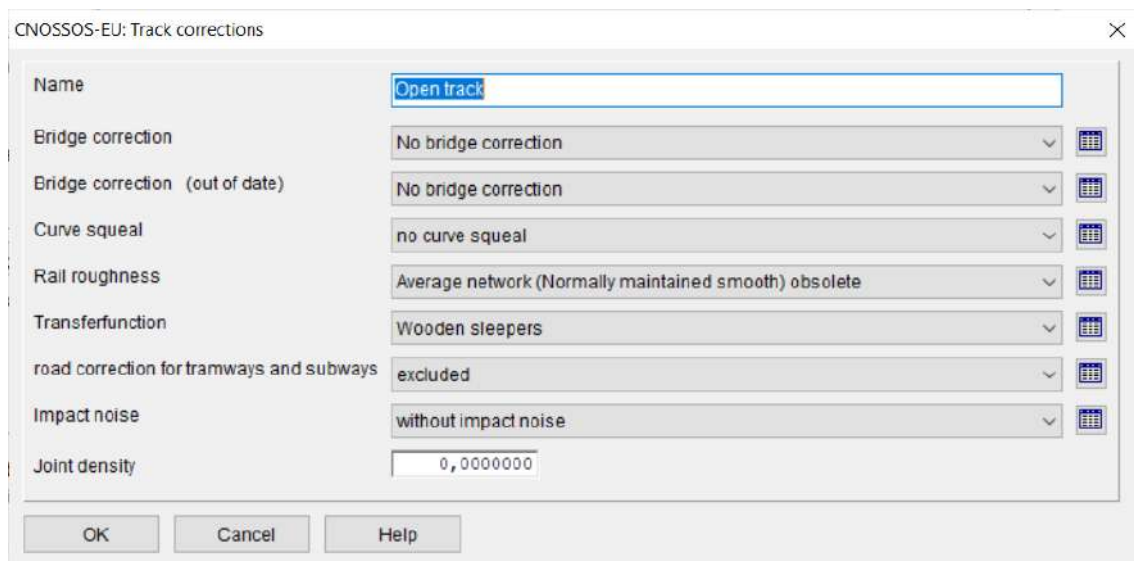 CNOSSOS-EU: Track corrections
Name Open track
Bridge correction No bridge correction
Bridge correction (out of date) No bridge correction
Curve squeal no curve squeal
Rail roughness Average network (Normally maintained smooth) obsolete
Transferfunction Wooden sleepers
road correction for tramways and subways excluded
Impact noise without impact noise
Joint density 0,0000000
OK Cancel Help